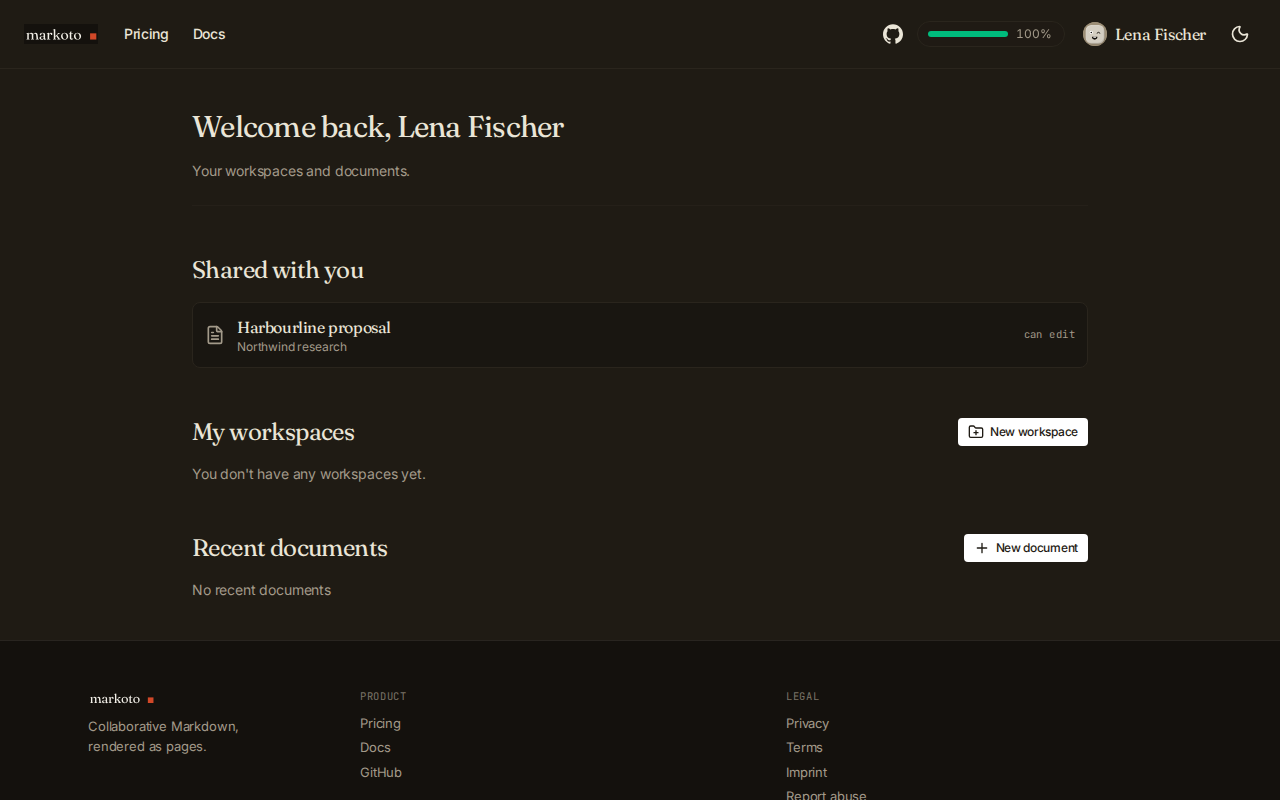 markoto
Pricing
Docs
100%
Lena Fischer
Welcome back, Lena Fischer
Your workspaces and documents.
Shared with you
Harbourline proposal
Northwind research
can edit
My workspaces
New workspace
You don't have any workspaces yet.
Recent documents
New document
No recent documents
markoto
Collaborative Markdown,
rendered as pages.
PRODUCT
Pricing
Docs
GitHub
LEGAL
Privacy
Terms
Imprint
Report abuse